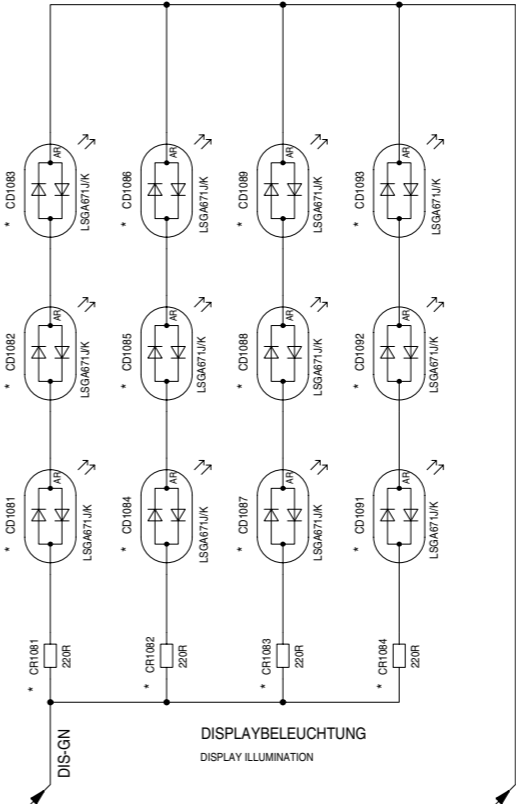 * CD1083
AR
LSGA671J/K
* CD1086
AR
LSGA671J/K
* CD1089
AR
LSGA671J/K
* CD1093
AR
LSGA671J/K
* CD1082
AR
LSGA671J/K
* CD1085
AR
LSGA671J/K
* CD1088
AR
LSGA671J/K
* CD1092
AR
LSGA671J/K
* CD1081
AR
LSGA671J/K
* CD1084
AR
LSGA671J/K
* CD1087
AR
LSGA671J/K
* CD1091
AR
LSGA671J/K
* CR1081
220R
* CR1082
220R
* CR1083
220R
* CR1084
220R
DIS-GN
DISPLAYBELEUCHTUNG
DISPLAY ILLUMINATION